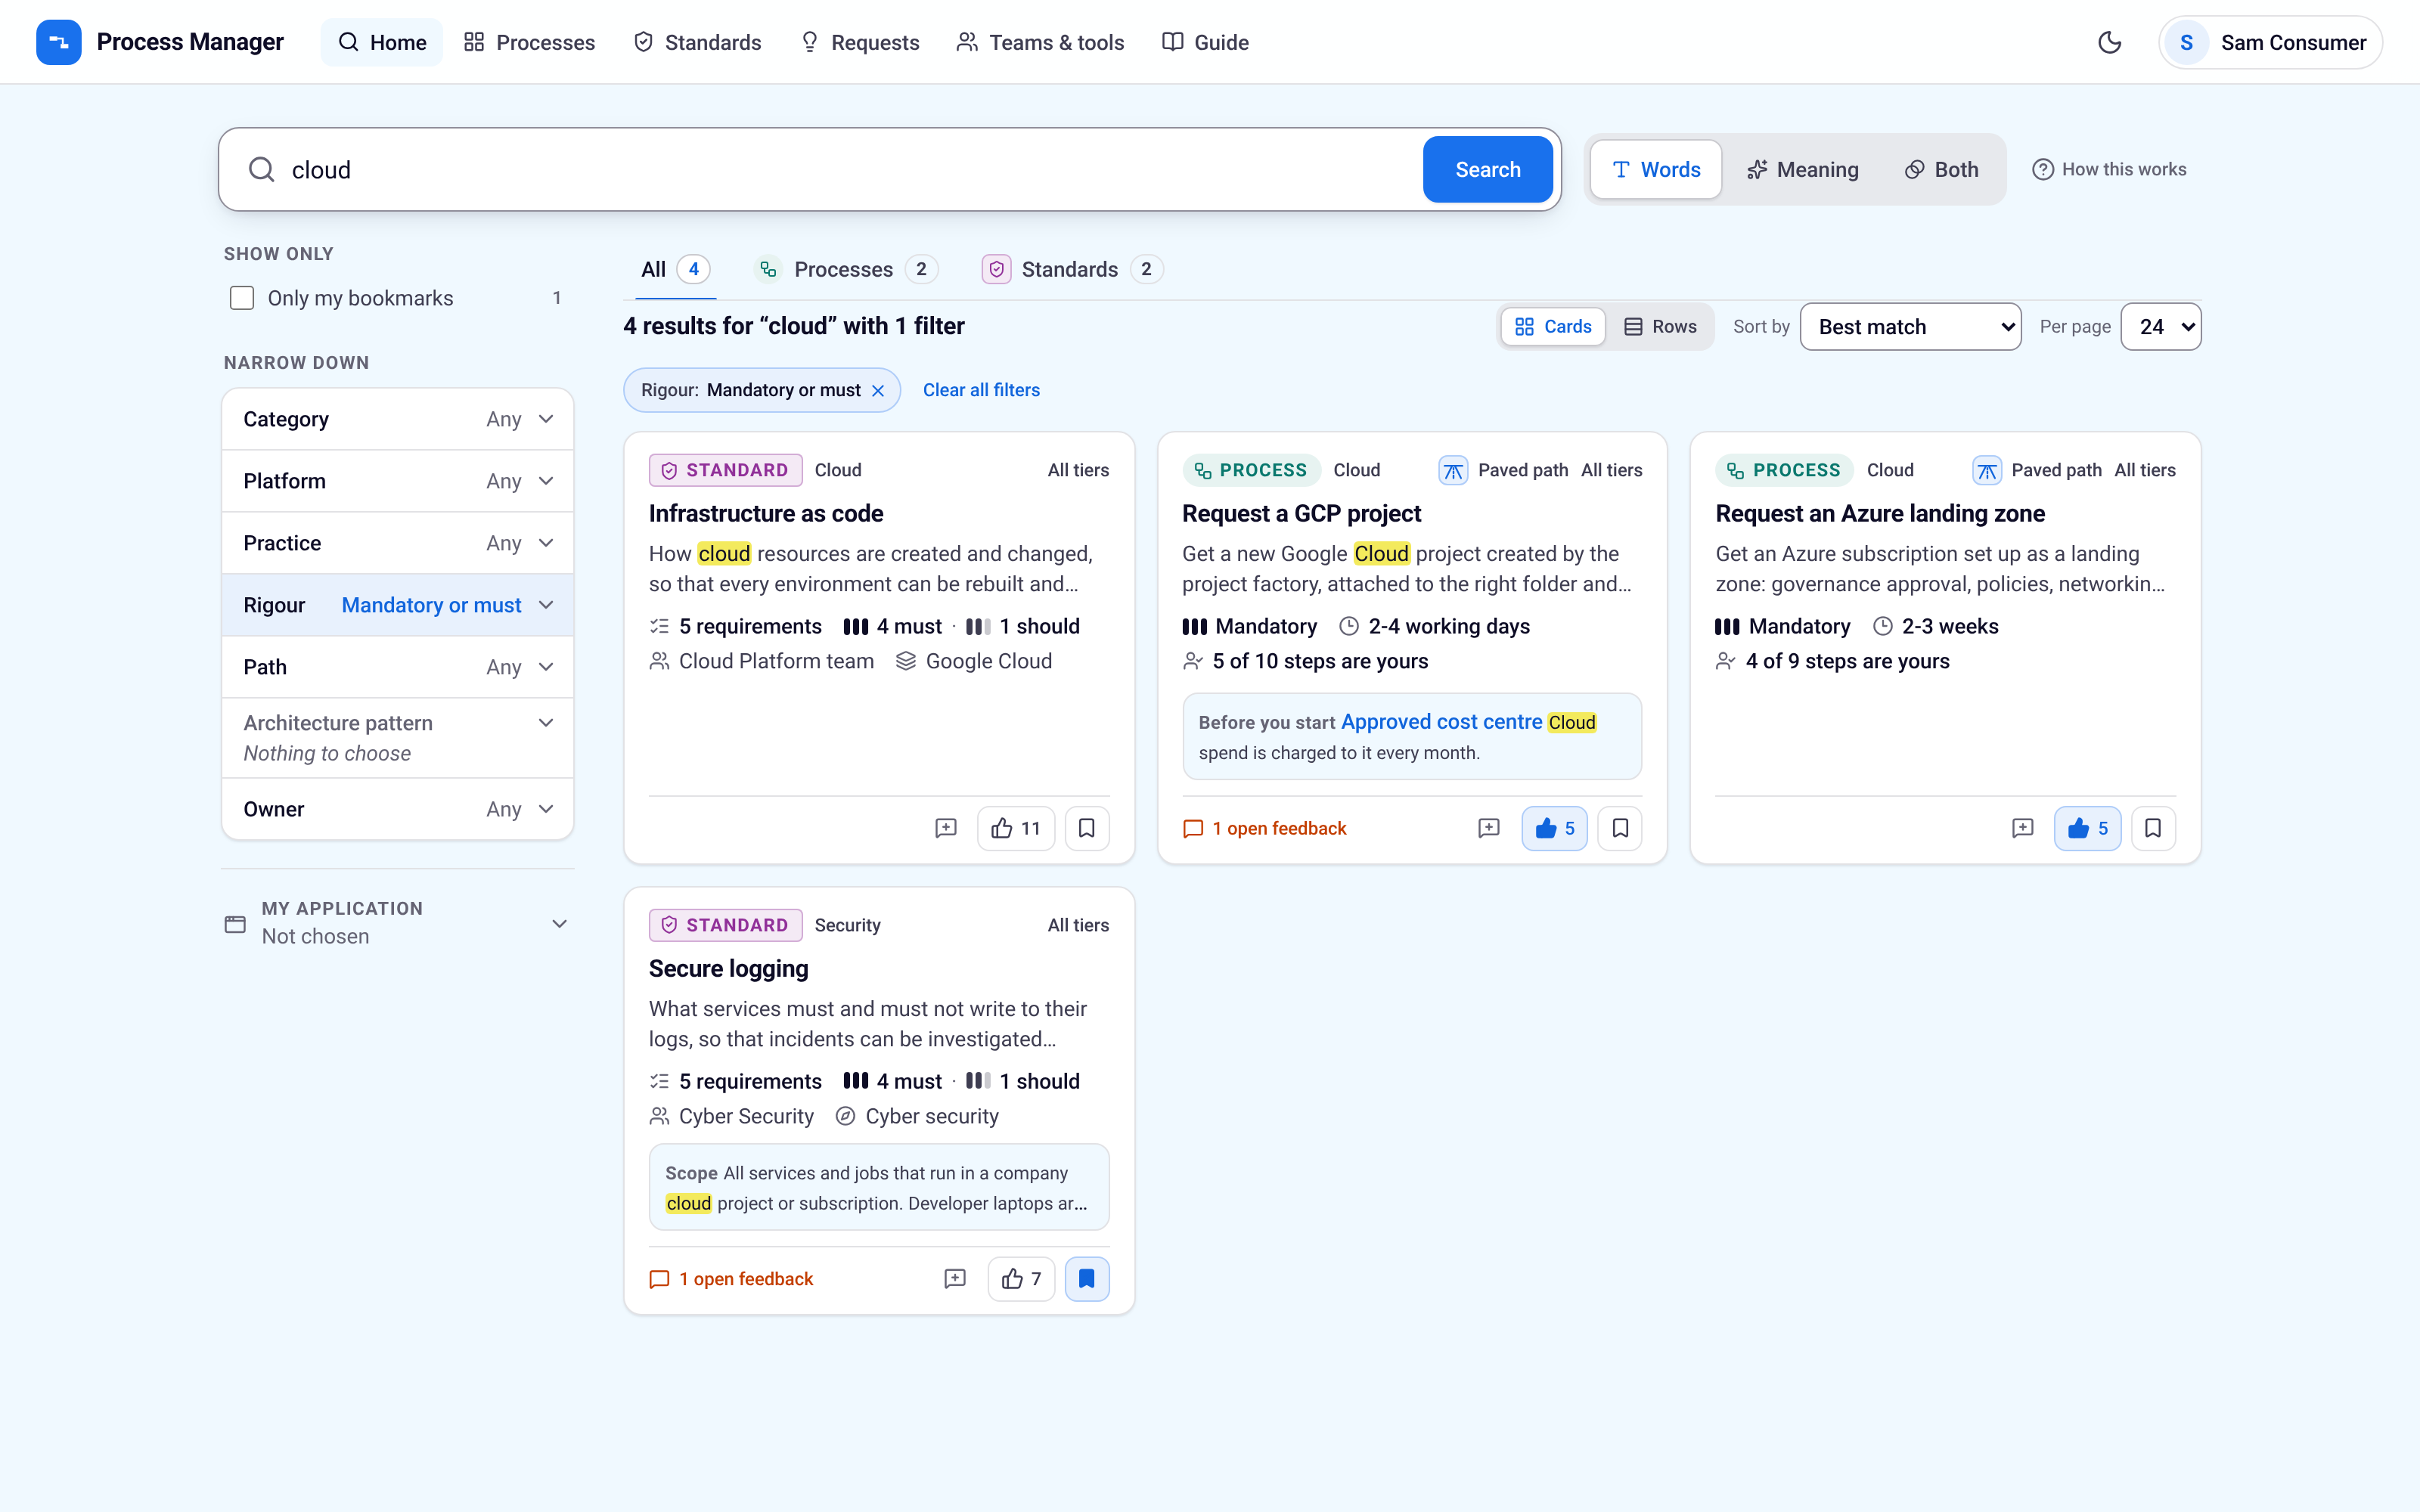 Process Manager
Home
Processes
Standards
Requests
Teams & tools
Guide
S
Sam Consumer
cloud
Search
Words
Meaning
Both
How this works
SHOW ONLY
Only my bookmarks 1
NARROW DOWN
Category Any
Platform Any
Practice Any
Rigour Mandatory or must
Path Any
Architecture pattern
Nothing to choose
Owner Any
MY APPLICATION
Not chosen
All 4
Processes 2
Standards 2
4 results for “cloud” with 1 filter
Cards
Rows
Sort by Best match
Per page 24
Rigour: Mandatory or must
Clear all filters
STANDARD Cloud All tiers
Infrastructure as code
How cloud resources are created and changed,
so that every environment can be rebuilt and…
5 requirements 4 must · 1 should
Cloud Platform team Google Cloud
11
PROCESS Cloud Paved path All tiers
Request a GCP project
Get a new Google Cloud project created by the
project factory, attached to the right folder and…
Mandatory 2-4 working days
5 of 10 steps are yours
Before you start Approved cost centre Cloud
spend is charged to it every month.
1 open feedback 5
PROCESS Cloud Paved path All tiers
Request an Azure landing zone
Get an Azure subscription set up as a landing
zone: governance approval, policies, networkin…
Mandatory 2-3 weeks
4 of 9 steps are yours
5
STANDARD Security All tiers
Secure logging
What services must and must not write to their
logs, so that incidents can be investigated…
5 requirements 4 must · 1 should
Cyber Security Cyber security
Scope All services and jobs that run in a company
cloud project or subscription. Developer laptops ar…
1 open feedback 7